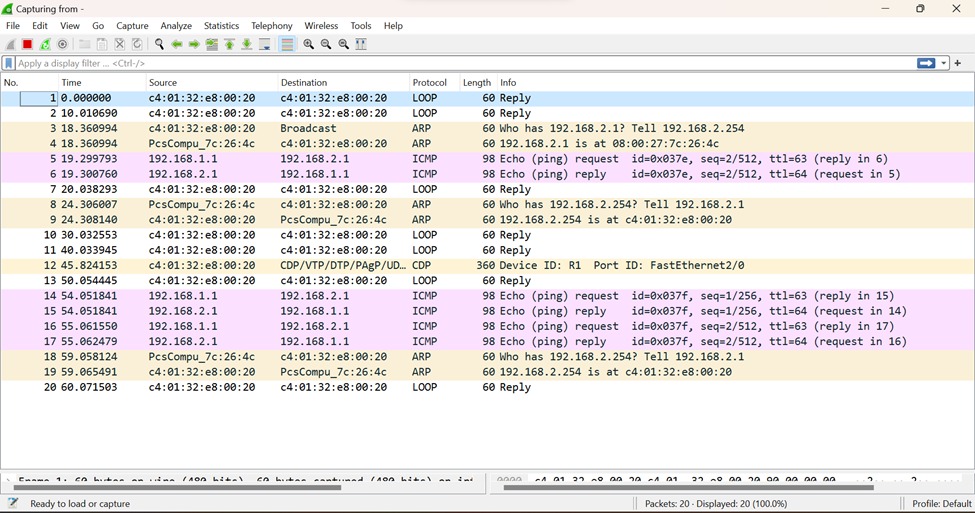 Capturing from -
File Edit View Go Capture Analyze Statistics Telephony Wireless Tools Help
Apply a display filter ... <Ctrl-/>
No. Time Source Destination Protocol Length Info
1 0.000000 c4:01:32:e8:00:20 c4:01:32:e8:00:20 LOOP 60 Reply
2 10.010690 c4:01:32:e8:00:20 c4:01:32:e8:00:20 LOOP 60 Reply
3 18.360994 c4:01:32:e8:00:20 Broadcast ARP 60 Who has 192.168.2.1? Tell 192.168.2.254
4 18.360994 PcsCompu_7c:26:4c c4:01:32:e8:00:20 ARP 60 192.168.2.1 is at 08:00:27:7c:26:4c
5 19.299793 192.168.1.1 192.168.2.1 ICMP 98 Echo (ping) request id=0x037e, seq=2/512, ttl=63 (reply in 6)
6 19.300760 192.168.2.1 192.168.1.1 ICMP 98 Echo (ping) reply id=0x037e, seq=2/512, ttl=64 (request in 5)
7 20.038293 c4:01:32:e8:00:20 c4:01:32:e8:00:20 LOOP 60 Reply
8 24.306007 PcsCompu_7c:26:4c c4:01:32:e8:00:20 ARP 60 Who has 192.168.2.254? Tell 192.168.2.1
9 24.308140 c4:01:32:e8:00:20 PcsCompu_7c:26:4c ARP 60 192.168.2.254 is at c4:01:32:e8:00:20
10 30.032553 c4:01:32:e8:00:20 c4:01:32:e8:00:20 LOOP 60 Reply
11 40.033945 c4:01:32:e8:00:20 c4:01:32:e8:00:20 LOOP 60 Reply
12 45.824153 c4:01:32:e8:00:20 CDP/VTP/DTP/PAgP/UD... CDP 360 Device ID: R1 Port ID: FastEthernet2/0
13 50.054445 c4:01:32:e8:00:20 c4:01:32:e8:00:20 LOOP 60 Reply
14 54.051841 192.168.1.1 192.168.2.1 ICMP 98 Echo (ping) request id=0x037f, seq=1/256, ttl=63 (reply in 15)
15 54.051841 192.168.2.1 192.168.1.1 ICMP 98 Echo (ping) reply id=0x037f, seq=1/256, ttl=64 (request in 14)
16 55.061550 192.168.1.1 192.168.2.1 ICMP 98 Echo (ping) request id=0x037f, seq=2/512, ttl=63 (reply in 17)
17 55.062479 192.168.2.1 192.168.1.1 ICMP 98 Echo (ping) reply id=0x037f, seq=2/512, ttl=64 (request in 16)
18 59.058124 PcsCompu_7c:26:4c c4:01:32:e8:00:20 ARP 60 Who has 192.168.2.254? Tell 192.168.2.1
19 59.065491 c4:01:32:e8:00:20 PcsCompu_7c:26:4c ARP 60 192.168.2.254 is at c4:01:32:e8:00:20
20 60.071503 c4:01:32:e8:00:20 c4:01:32:e8:00:20 LOOP 60 Reply
Ready to load or capture Packets: 20 · Displayed: 20 (100.0%) Profile: Default